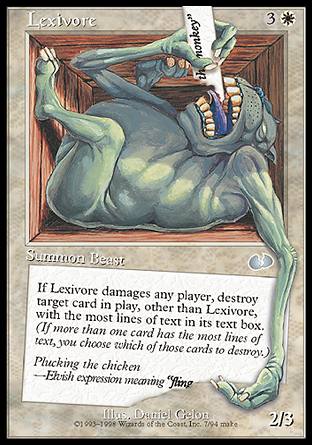 Lexivore 3
the monkey"
Summon Beast
If Lexivore damages any player, destroy
target card in play, other than Lexivore,
with the most lines of text in its text box.
(If more than one card has the most lines of
text, you choose which of those cards to destroy.)
Plucking the chicken
—Elvish expression meaning "fling
2/3
Illus. Daniel Gelon
©1993–1998 Wizards of the Coast, Inc. 7/94 make